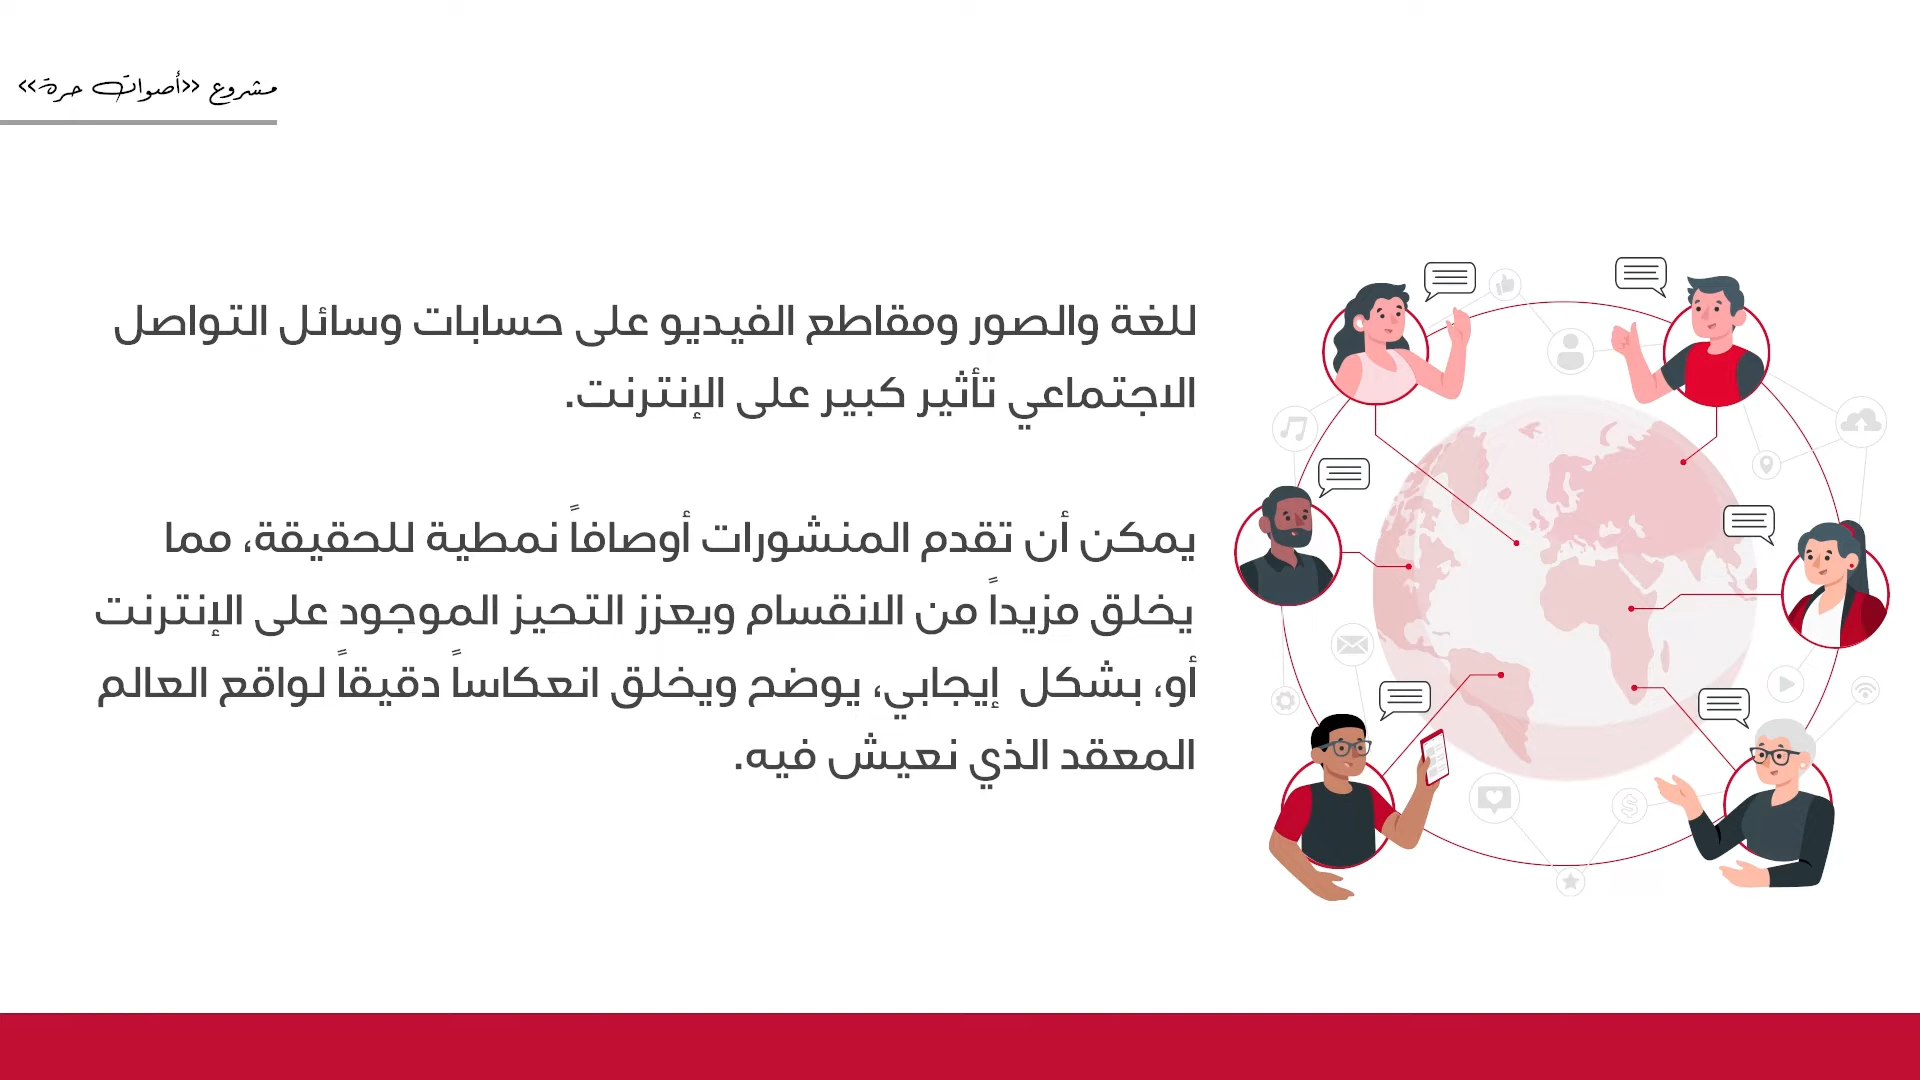 مشروع <<أصوات حرة>>
للغة والصور ومقاطع الفيديو على حسابات وسائل التواصل
الاجتماعي تأثير كبير على الإنترنت.
يمكن أن تقدم المنشورات أوصافاً نمطية للحقيقة، مما
يخلق مزيداً من الانقسام ويعزز التحيز الموجود على الإنترنت
أو، بشكل إيجابي، يوضح ويخلق انعكاساً دقيقاً لواقع العالم
المعقد الذي نعيش فيه.